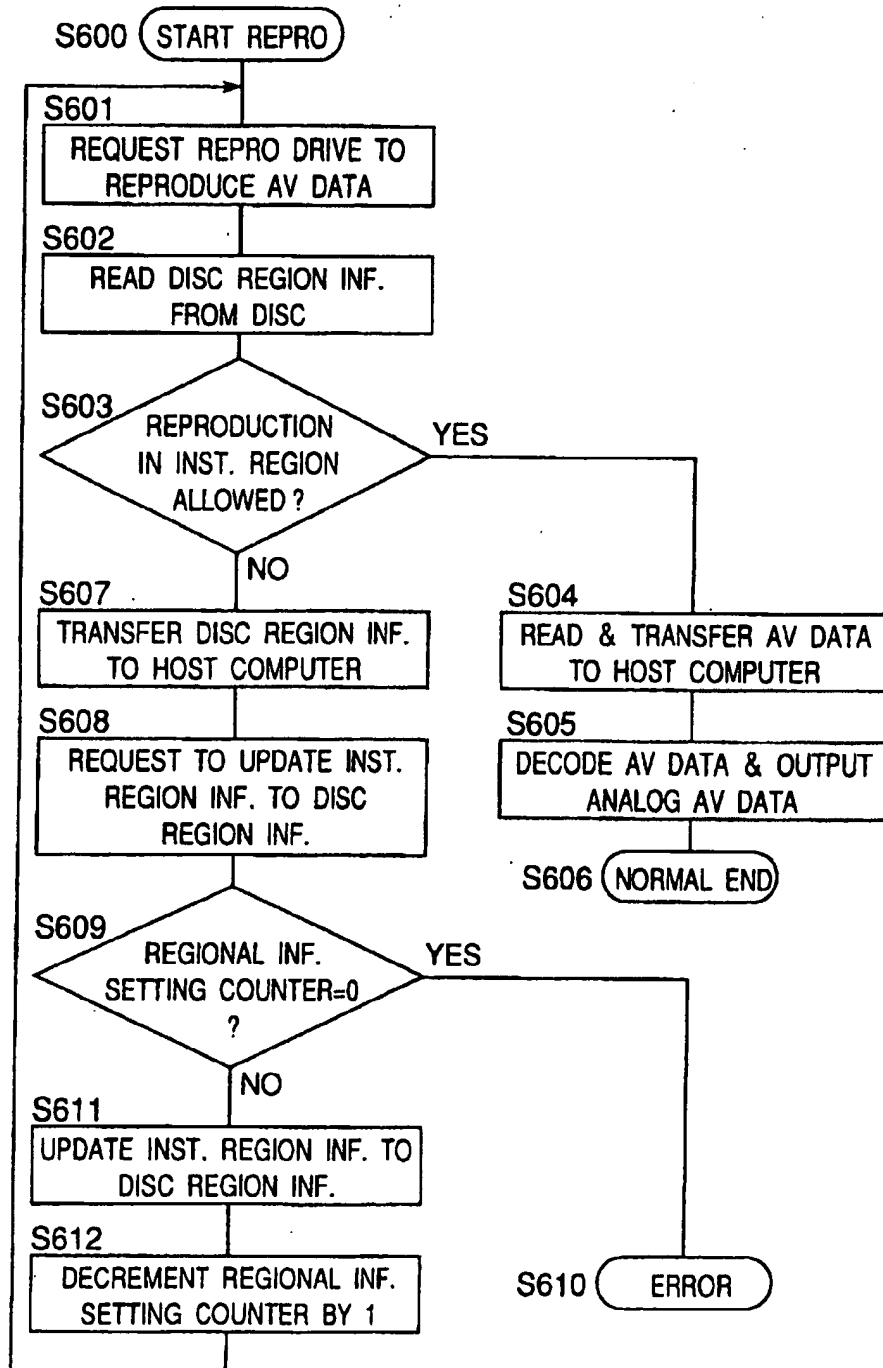 S600 START REPRO
S601
REQUEST REPRO DRIVE TO
REPRODUCE AV DATA
S602
READ DISC REGION INF.
FROM DISC
S603
REPRODUCTION
IN INST. REGION
ALLOWED ?
YES
NO
S607
TRANSFER DISC REGION INF.
TO HOST COMPUTER
S604
READ & TRANSFER AV DATA
TO HOST COMPUTER
S608
REQUEST TO UPDATE INST.
REGION INF. TO DISC
REGION INF.
S605
DECODE AV DATA & OUTPUT
ANALOG AV DATA
S606 NORMAL END
S609
REGIONAL INF.
SETTING COUNTER=0
?
YES
NO
S611
UPDATE INST. REGION INF. TO
DISC REGION INF.
S612
DECREMENT REGIONAL INF.
SETTING COUNTER BY 1
S610 ERROR